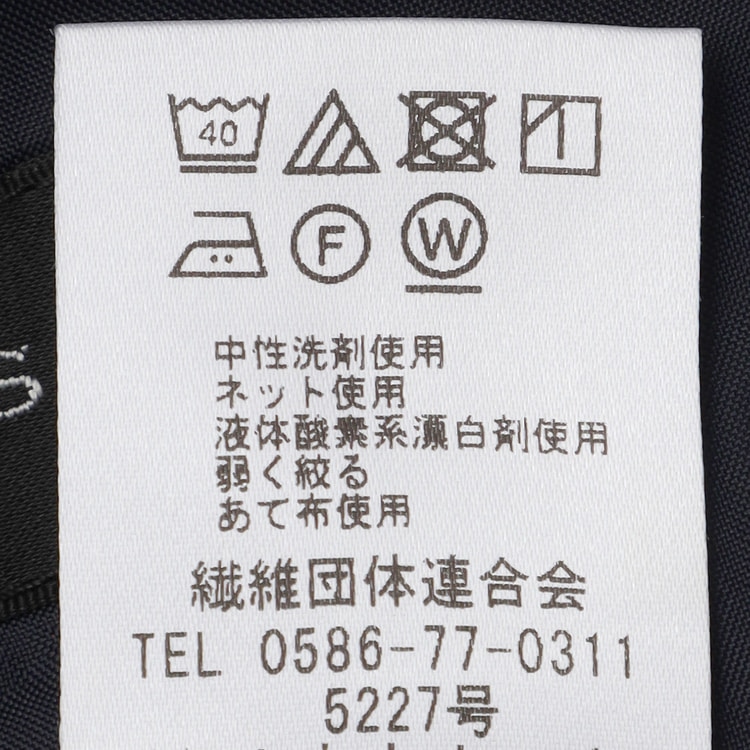 40
F W
中性洗剤使用
ネット使用
液体酸素系漂白剤使用
弱く絞る
あて布使用
繊維団体連合会
TEL 0586-77-0311
5227号